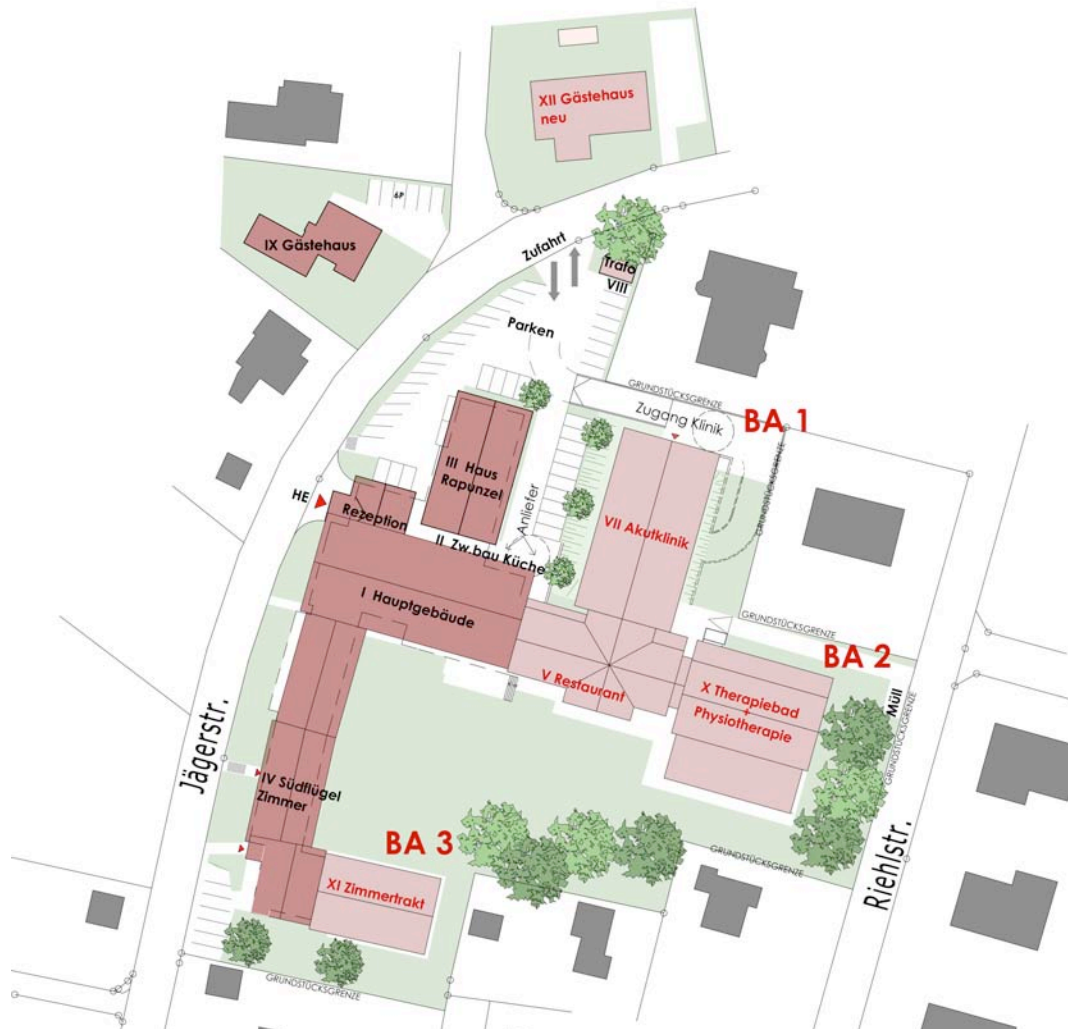 XII Gästehaus
neu
6P
IX Gästehaus
Zufahrt
Trafo
VIII
Parken
GRUNDSTÜCKSGRENZE
Zugang Klinik
BA 1
III Haus
Rapunzel
HE
Rezeption
Anliefer
VII Akutklinik
GRUNDSTÜCKSGRENZE
II Zw.bau Küche
I Hauptgebäude
GRUNDSTÜCKSGRENZE
BA 2
V Restaurant
X Therapiebad
+
Physiotherapie
Müll
GRUNDSTÜCKSGRENZE
Jägerstr.
IV Südflügel
Zimmer
BA 3
GRUNDSTÜCKSGRENZE
Riehlstr.
XI Zimmertrakt
GRUNDSTÜCKSGRENZE